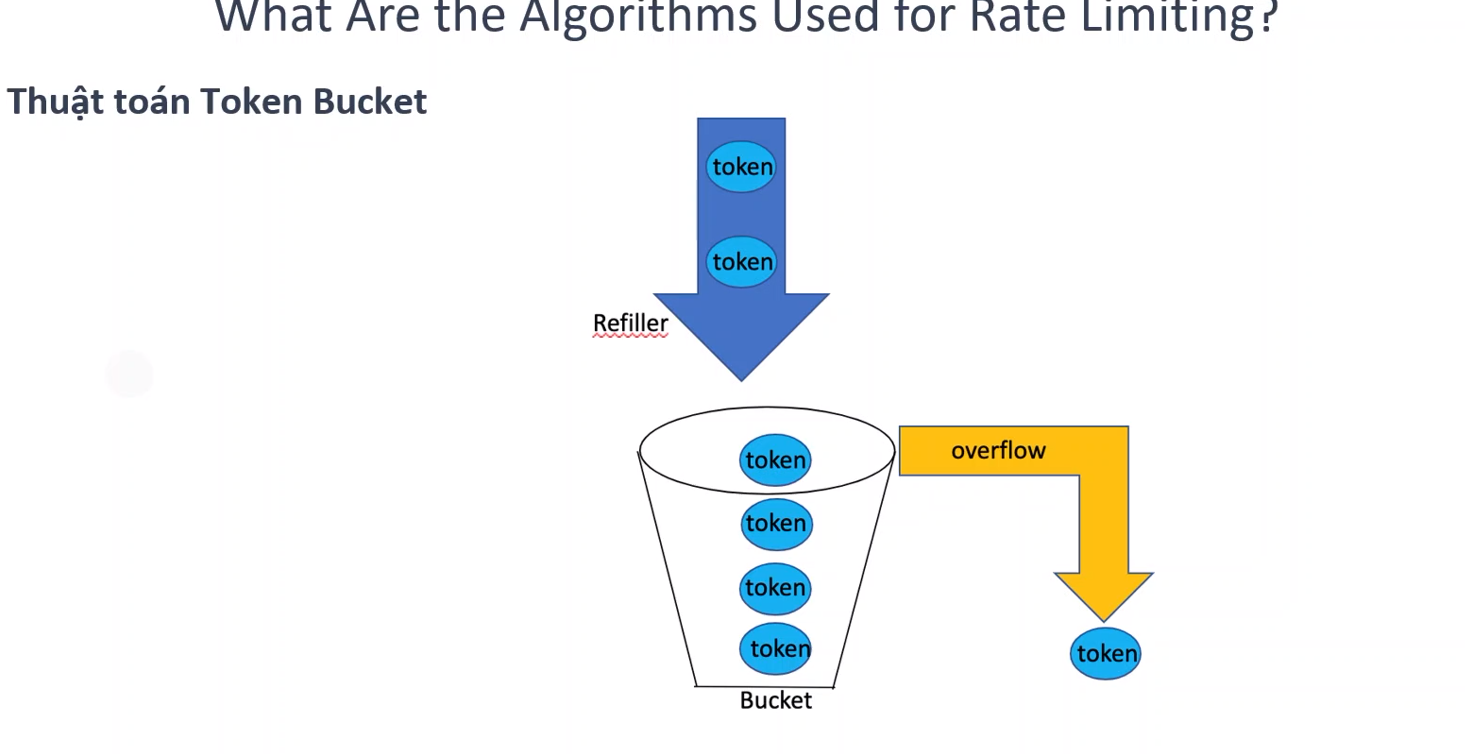 What Are the Algorithms Used for Rate Limiting?
Thuật toán Token Bucket
token
token
Refiller
token
overflow
token
token
token
token
Bucket